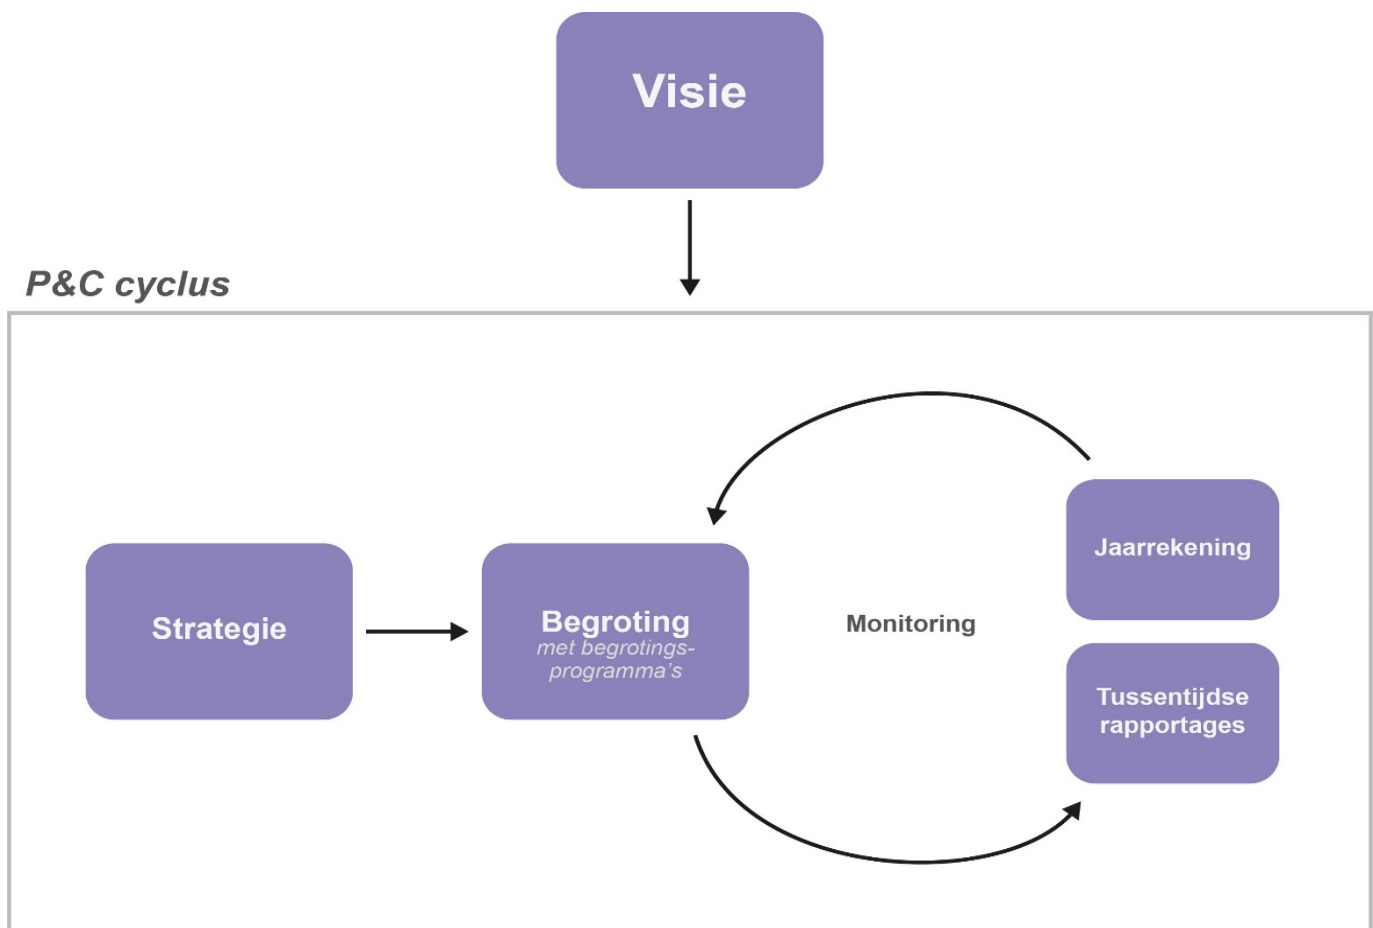 Visie
P&C cyclus
Strategie
Begroting
met begrotings-
programma's
Monitoring
Jaarrekening
Tussentijdse
rapportages